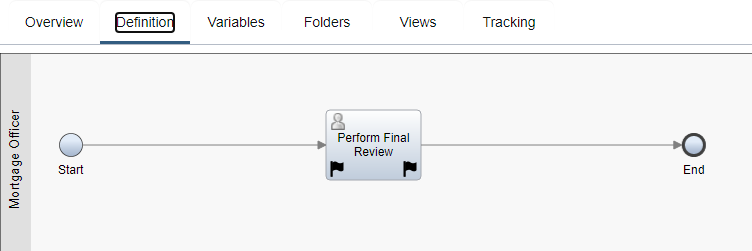 Overview Definition Variables Folders Views Tracking
Mortgage Officer
Start
Perform Final
Review
End